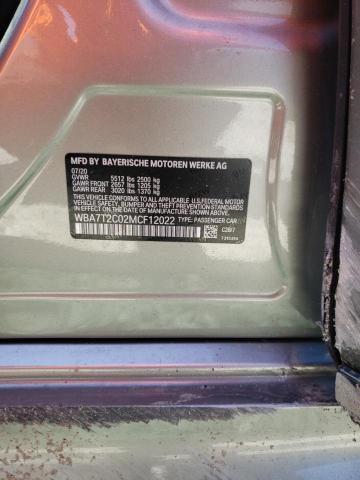 MFD BY BAYERISCHE MOTOREN WERKE AG
07/20
GVWR 5512 lbs 2500 kg
GAWR FRONT 2657 lbs 1205 kg
GAWR REAR 3020 lbs 1370 kg
THIS VEHICLE CONFORMS TO ALL APPLICABLE U.S. FEDERAL MOTOR
VEHICLE SAFETY, BUMPER, AND THEFT PREVENTION STANDARDS IN
EFFECT ON THE DATE OF MANUFACTURE SHOWN ABOVE.
WBA7T2C02MCF12022 TYPE: PASSENGER CAR